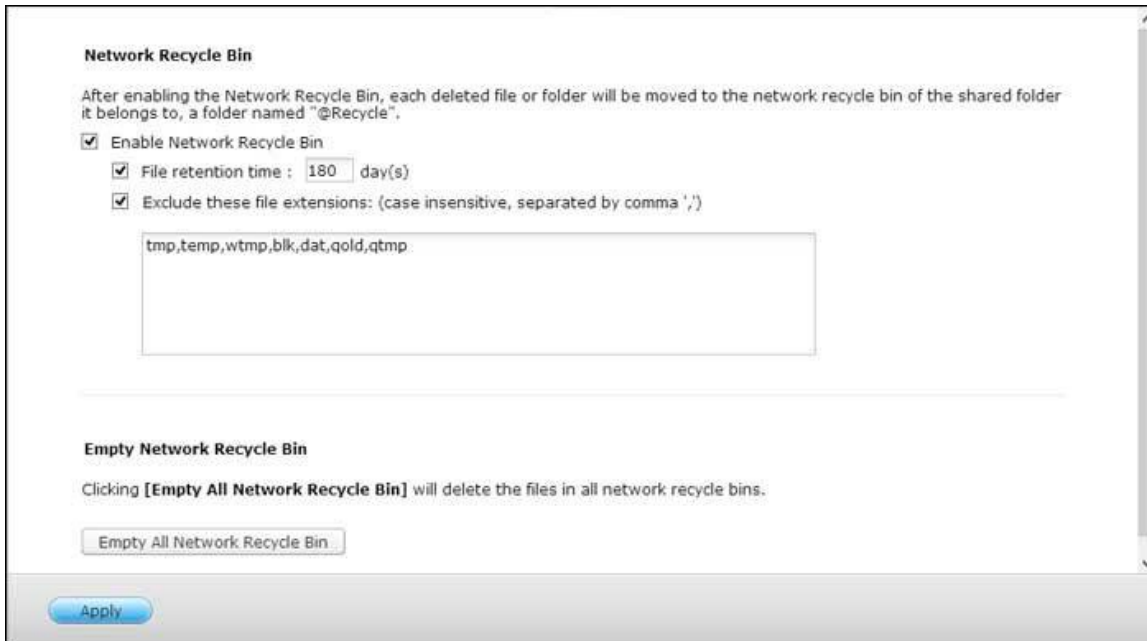 Network Recycle Bin
After enabling the Network Recycle Bin, each deleted file or folder will be moved to the network recycle bin of the shared folder
it belongs to, a folder named "@Recycle".
Enable Network Recycle Bin
File retention time : 180 day(s)
Exclude these file extensions: (case insensitive, separated by comma ',')
tmp,temp,wtmp,blk,dat,qold,qtmp
Empty Network Recycle Bin
Clicking [Empty All Network Recycle Bin] will delete the files in all network recycle bins.
Empty All Network Recycle Bin
Apply